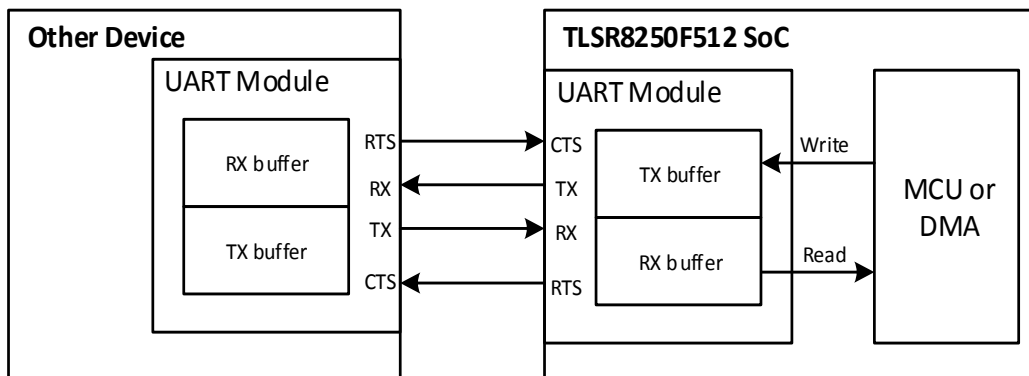 Other Device
UART Module
RX buffer
TX buffer
RTS
RX
TX
CTS
TLSR8250F512 SoC
UART Module
CTS
TX
RX
RTS
TX buffer
RX buffer
Write
Read
MCU or
DMA